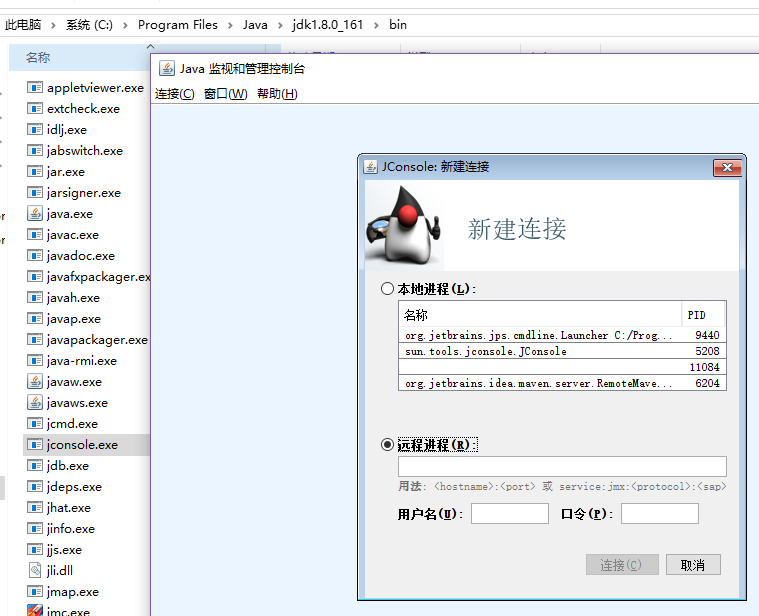 此电脑 › 系统 (C:) › Program Files › Java › jdk1.8.0_161 › bin
名称
appletviewer.exe
extcheck.exe
idlj.exe
jabswitch.exe
jar.exe
jarsigner.exe
java.exe
javac.exe
javadoc.exe
javafxpackager.ex
javah.exe
javap.exe
javapackager.exe
java-rmi.exe
javaw.exe
javaws.exe
jcmd.exe
jconsole.exe
jdb.exe
jdeps.exe
jhat.exe
jinfo.exe
jjs.exe
jli.dll
jmap.exe
jmc.exe
Java 监视和管理控制台
连接(C) 窗口(W) 帮助(H)
JConsole: 新建连接
新建连接
本地进程(L):
名称 PID
org.jetbrains.jps.cmdline.Launcher C:/Prog... 9440
sun.tools.jconsole.JConsole 5208
11084
org.jetbrains.idea.maven.server.RemoteMave... 6204
远程进程(R):
用法: <hostname>:<port> 或 service:jmx:<protocol>:<sap>
用户名(U): 口令(P):
连接(C) 取消